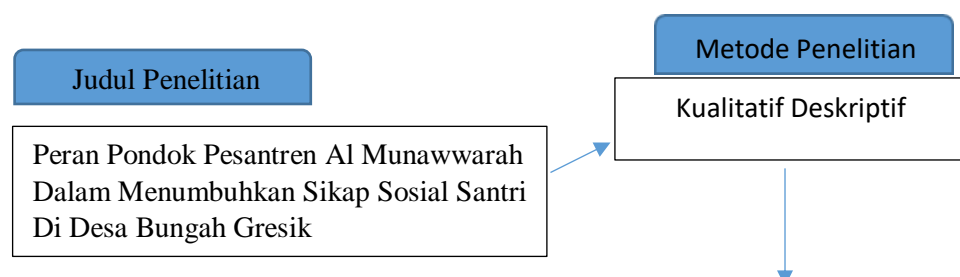 Judul Penelitian
Peran Pondok Pesantren Al Munawwarah
Dalam Menumbuhkan Sikap Sosial Santri
Di Desa Bungah Gresik
Metode Penelitian
Kualitatif Deskriptif